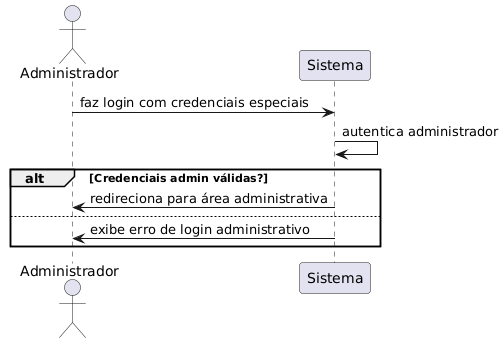 Administrador
Sistema
faz login com credenciais especiais
autentica administrador
alt
[Credenciais admin válidas?]
redireciona para área administrativa
exibe erro de login administrativo
Administrador
Sistema